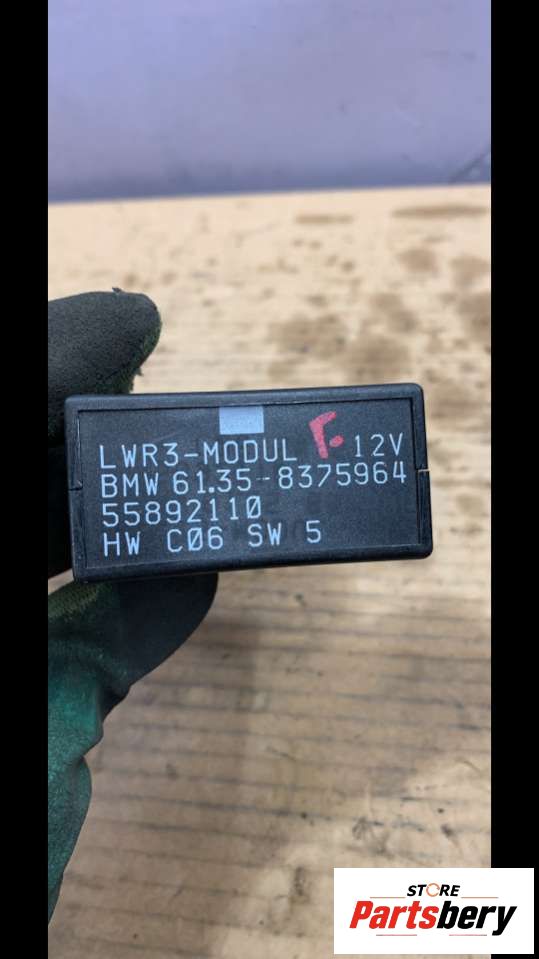 LWR3-MODUL F 12V
BMW 61.35-8375964
55892110
HW C06 SW 5
STORE
Partsbery